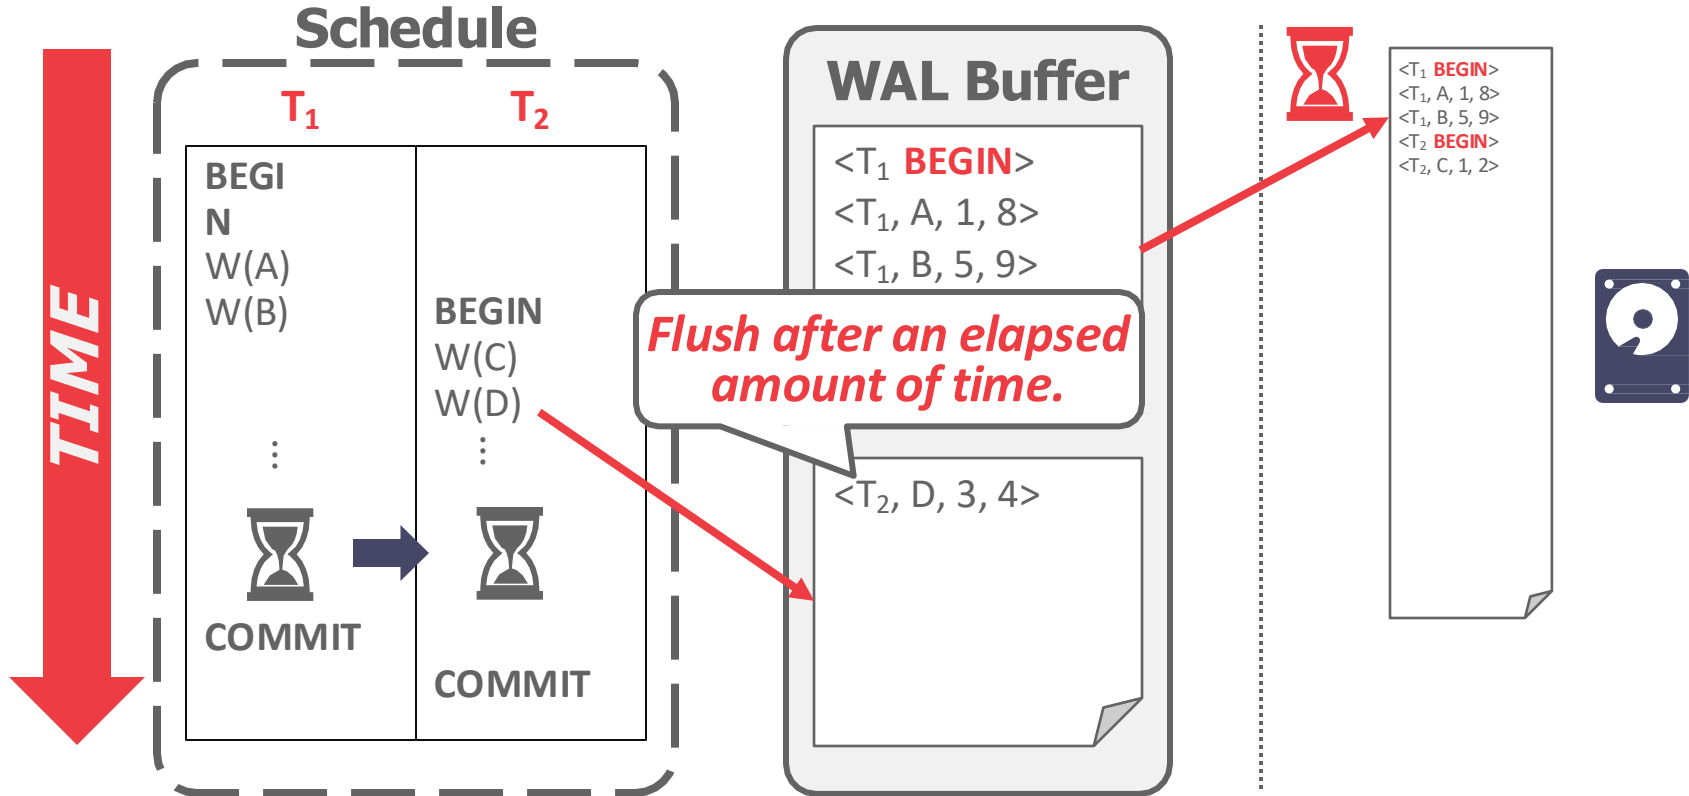 Schedule
TIME
T₁ T₂
BEGI
N
W(A)
W(B)
⋮
COMMIT
BEGIN
W(C)
W(D)
⋮
COMMIT
WAL Buffer
<T₁ BEGIN>
<T₁, A, 1, 8>
<T₁, B, 5, 9>
Flush after an elapsed
amount of time.
<T₂, D, 3, 4>
<T₁ BEGIN>
<T₁, A, 1, 8>
<T₁, B, 5, 9>
<T₂ BEGIN>
<T₂, C, 1, 2>